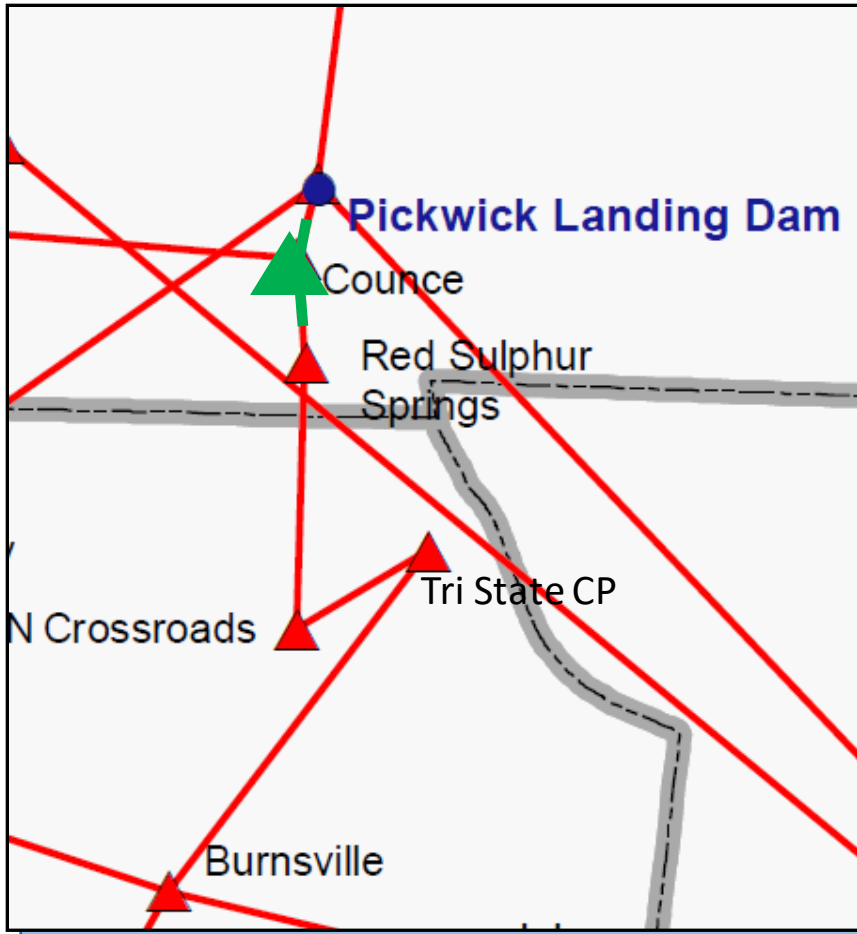 Pickwick Landing Dam
Counce
Red Sulphur
Springs
Tri State CP
N Crossroads
Burnsville